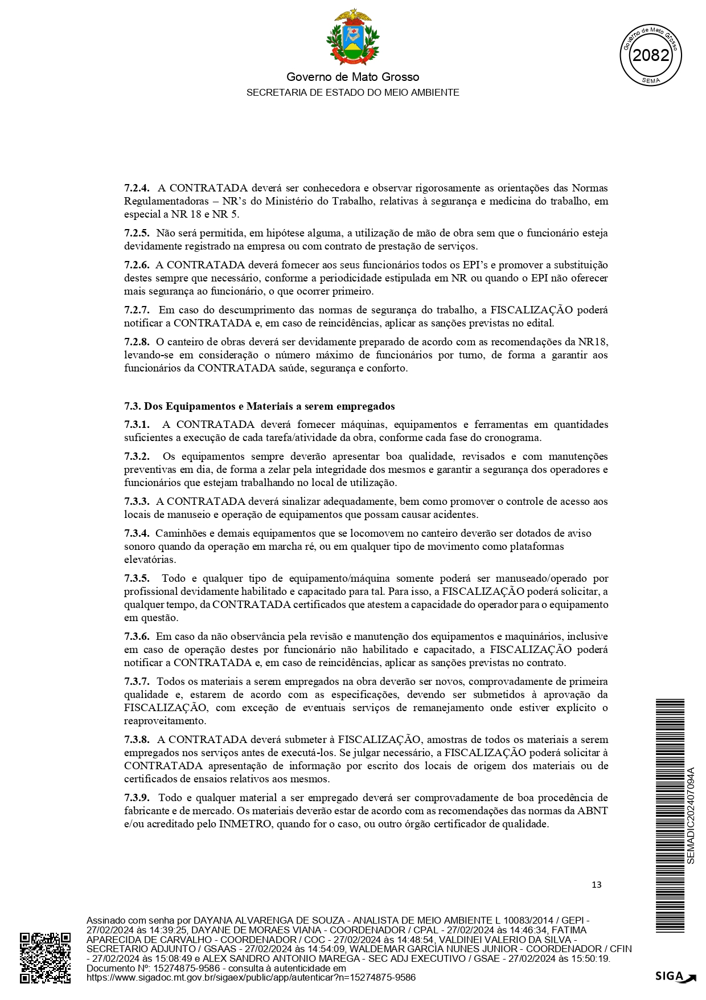 Governo de Mato Grosso
SECRETARIA DE ESTADO DO MEIO AMBIENTE
Governo de Mato Grosso
2082
SEMA
7.2.4. A CONTRATADA deverá ser conhecedora e observar rigorosamente as orientações das Normas
Regulamentadoras – NR’s do Ministério do Trabalho, relativas à segurança e medicina do trabalho, em
especial a NR 18 e NR 5.
7.2.5. Não será permitida, em hipótese alguma, a utilização de mão de obra sem que o funcionário esteja
devidamente registrado na empresa ou com contrato de prestação de serviços.
7.2.6. A CONTRATADA deverá fornecer aos seus funcionários todos os EPI’s e promover a substituição
destes sempre que necessário, conforme a periodicidade estipulada em NR ou quando o EPI não oferecer
mais segurança ao funcionário, o que ocorrer primeiro.
7.2.7. Em caso do descumprimento das normas de segurança do trabalho, a FISCALIZAÇÃO poderá
notificar a CONTRATADA e, em caso de reincidências, aplicar as sanções previstas no edital.
7.2.8. O canteiro de obras deverá ser devidamente preparado de acordo com as recomendações da NR18,
levando-se em consideração o número máximo de funcionários por turno, de forma a garantir aos
funcionários da CONTRATADA saúde, segurança e conforto.
7.3. Dos Equipamentos e Materiais a serem empregados
7.3.1. A CONTRATADA deverá fornecer máquinas, equipamentos e ferramentas em quantidades
suficientes a execução de cada tarefa/atividade da obra, conforme cada fase do cronograma.
7.3.2. Os equipamentos sempre deverão apresentar boa qualidade, revisados e com manutenções
preventivas em dia, de forma a zelar pela integridade dos mesmos e garantir a segurança dos operadores e
funcionários que estejam trabalhando no local de utilização.
7.3.3. A CONTRATADA deverá sinalizar adequadamente, bem como promover o controle de acesso aos
locais de manuseio e operação de equipamentos que possam causar acidentes.
7.3.4. Caminhões e demais equipamentos que se locomovem no canteiro deverão ser dotados de aviso
sonoro quando da operação em marcha ré, ou em qualquer tipo de movimento como plataformas
elevatórias.
7.3.5. Todo e qualquer tipo de equipamento/máquina somente poderá ser manuseado/operado por
profissional devidamente habilitado e capacitado para tal. Para isso, a FISCALIZAÇÃO poderá solicitar, a
qualquer tempo, da CONTRATADA certificados que atestem a capacidade do operador para o equipamento
em questão.
7.3.6. Em caso da não observância pela revisão e manutenção dos equipamentos e maquinários, inclusive
em caso de operação destes por funcionário não habilitado e capacitado, a FISCALIZAÇÃO poderá
notificar a CONTRATADA e, em caso de reincidências, aplicar as sanções previstas no contrato.
7.3.7. Todos os materiais a serem empregados na obra deverão ser novos, comprovadamente de primeira
qualidade e, estarem de acordo com as especificações, devendo ser submetidos à aprovação da
FISCALIZAÇÃO, com exceção de eventuais serviços de remanejamento onde estiver explícito o
reaproveitamento.
7.3.8. A CONTRATADA deverá submeter à FISCALIZAÇÃO, amostras de todos os materiais a serem
empregados nos serviços antes de executá-los. Se julgar necessário, a FISCALIZAÇÃO poderá solicitar à
CONTRATADA apresentação de informação por escrito dos locais de origem dos materiais ou de
certificados de ensaios relativos aos mesmos.
7.3.9. Todo e qualquer material a ser empregado deverá ser comprovadamente de boa procedência de
fabricante e de mercado. Os materiais deverão estar de acordo com as recomendações das normas da ABNT
e/ou acreditado pelo INMETRO, quando for o caso, ou outro órgão certificador de qualidade.
13
SEMADIC202407094A
Assinado com senha por DAYANA ALVARENGA DE SOUZA - ANALISTA DE MEIO AMBIENTE L 10083/2014 / GEPI -
27/02/2024 às 14:39:25, DAYANE DE MORAES VIANA - COORDENADOR / CPAL - 27/02/2024 às 14:46:34, FATIMA
APARECIDA DE CARVALHO - COORDENADOR / COC - 27/02/2024 às 14:48:54, VALDINEI VALERIO DA SILVA -
SECRETARIO ADJUNTO / GSAAS - 27/02/2024 às 14:54:09, WALDEMAR GARCIA NUNES JUNIOR - COORDENADOR / CFIN
- 27/02/2024 às 15:08:49 e ALEX SANDRO ANTONIO MAREGA - SEC ADJ EXECUTIVO / GSAE - 27/02/2024 às 15:50:19.
Documento Nº: 15274875-9586 - consulta à autenticidade em
https://www.sigadoc.mt.gov.br/sigaex/public/app/autenticar?n=15274875-9586
SIGA